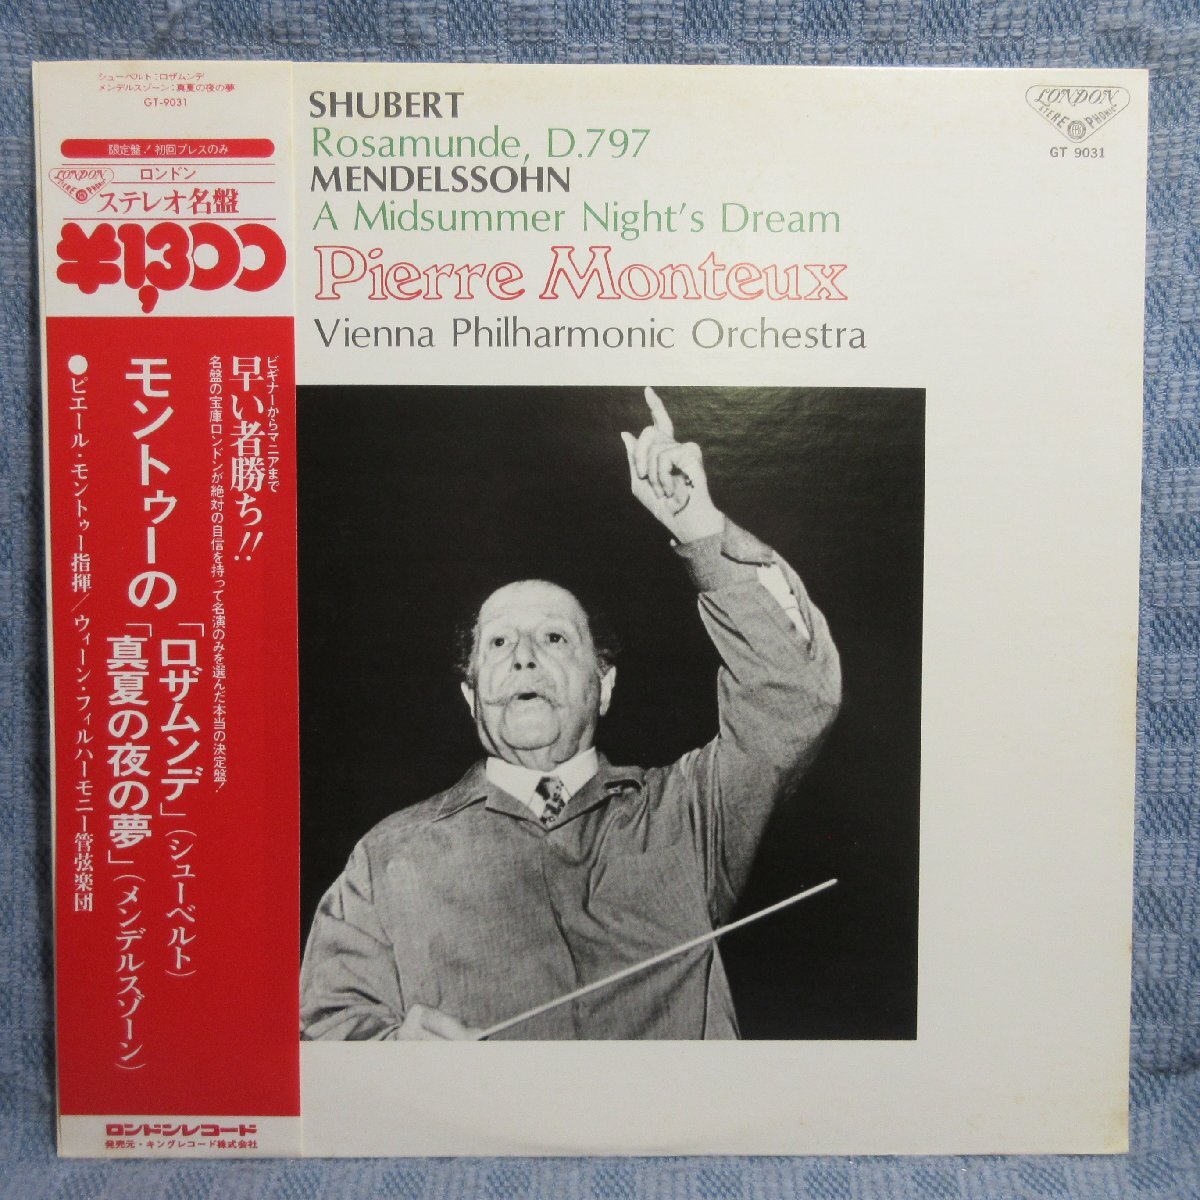 シューベルト:ロザムンデ
メンデルスゾーン:真夏の夜の夢
GT-9031
限定盤!初回プレスのみ
LONDON
STEREO PHONIC
ロンドン
ステレオ名盤
¥1,300
ビギナーからマニアまで
早い者勝ち!!
名盤の宝庫ロンドンが絶対の自信を持って名演のみを選んだ本当の決定盤!
モントゥーの
「ロザムンデ」(シューベルト)
「真夏の夜の夢」(メンデルスゾーン)
●ピエール・モントゥー指揮/ウィーン・フィルハーモニー管弦楽団
ロンドンレコード
発売元・キングレコード株式会社
SHUBERT
Rosamunde, D.797
MENDELSSOHN
A Midsummer Night's Dream
Pierre Monteux
Vienna Philharmonic Orchestra
LONDON
STEREO PHONIC
GT 9031